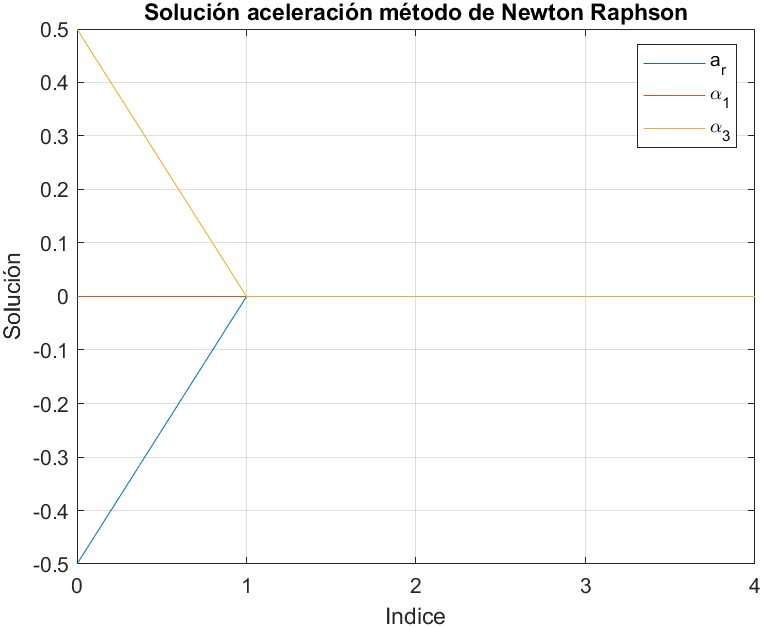 Solución aceleración método de Newton Raphson
0.5
0.4
0.3
0.2
0.1
0
-0.1
-0.2
-0.3
-0.4
-0.5
Solución
a_r
α_1
α_3
0 1 2 3 4
Indice